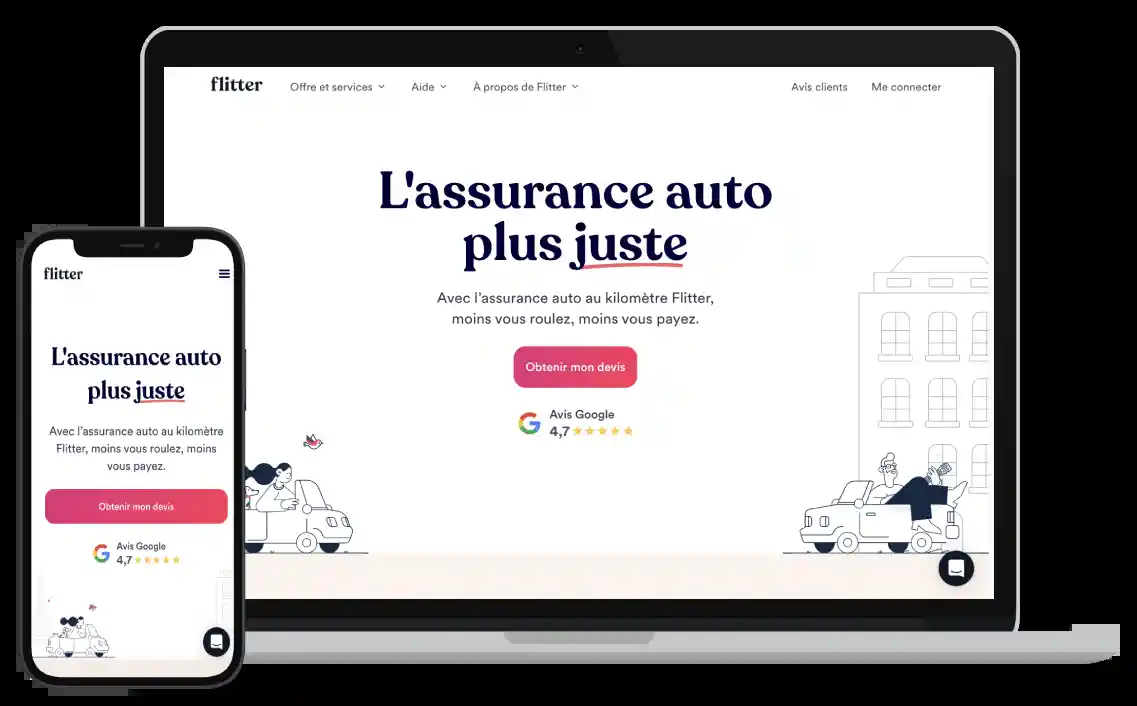 flitter
Offre et services
Aide
À propos de Flitter
Avis clients
Me connecter
L'assurance auto
plus juste
Avec l’assurance auto au kilomètre Flitter,
moins vous roulez, moins vous payez.
Obtenir mon devis
Avis Google
4,7
flitter
L'assurance auto
plus juste
Avec l’assurance auto au kilomètre
Flitter, moins vous roulez, moins
vous payez.
Obtenir mon devis
Avis Google
4,7